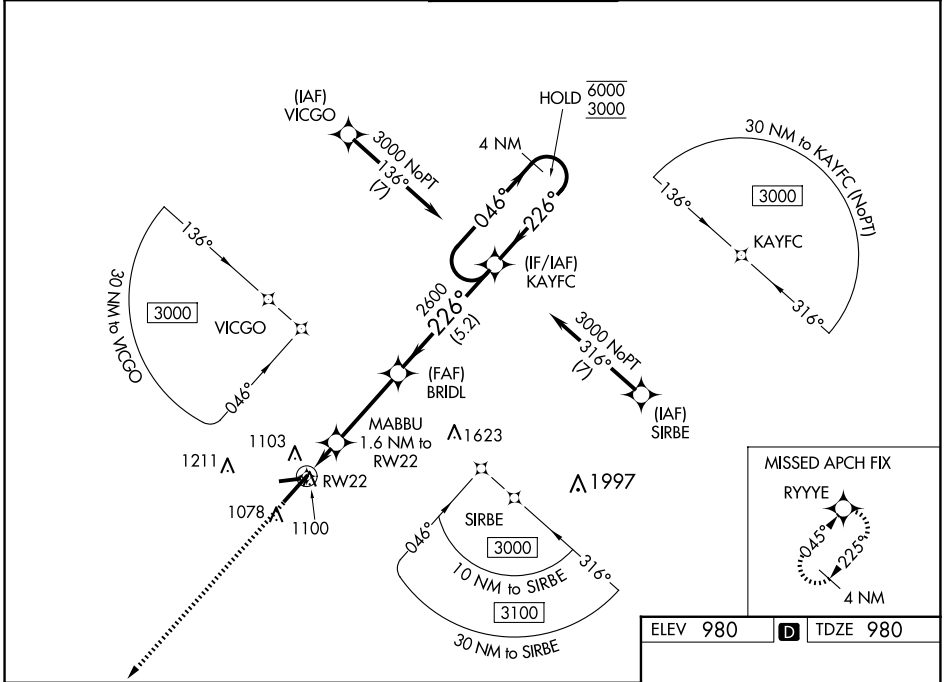 (IAF)
VICGO
3000 NoPT
136°
(7)
HOLD
6000
3000
4 NM
046°
226°
(IF/IAF)
KAYFC
30 NM to KAYFC (NoPT)
136°
3000
KAYFC
316°
136°
3000
VICGO
30 NM to VICGO
046°
2600
226°
(5.2)
3000 NoPT
316°
(7)
(IAF)
SIRBE
(FAF)
BRIDL
MABBU
1.6 NM to
RW22
1623
1103
1211
RW22
1997
1078
1100
SIRBE
046°
3000
316°
10 NM to SIRBE
3100
30 NM to SIRBE
MISSED APCH FIX
RYYYE
045°
225°
4 NM
ELEV 980 D TDZE 980